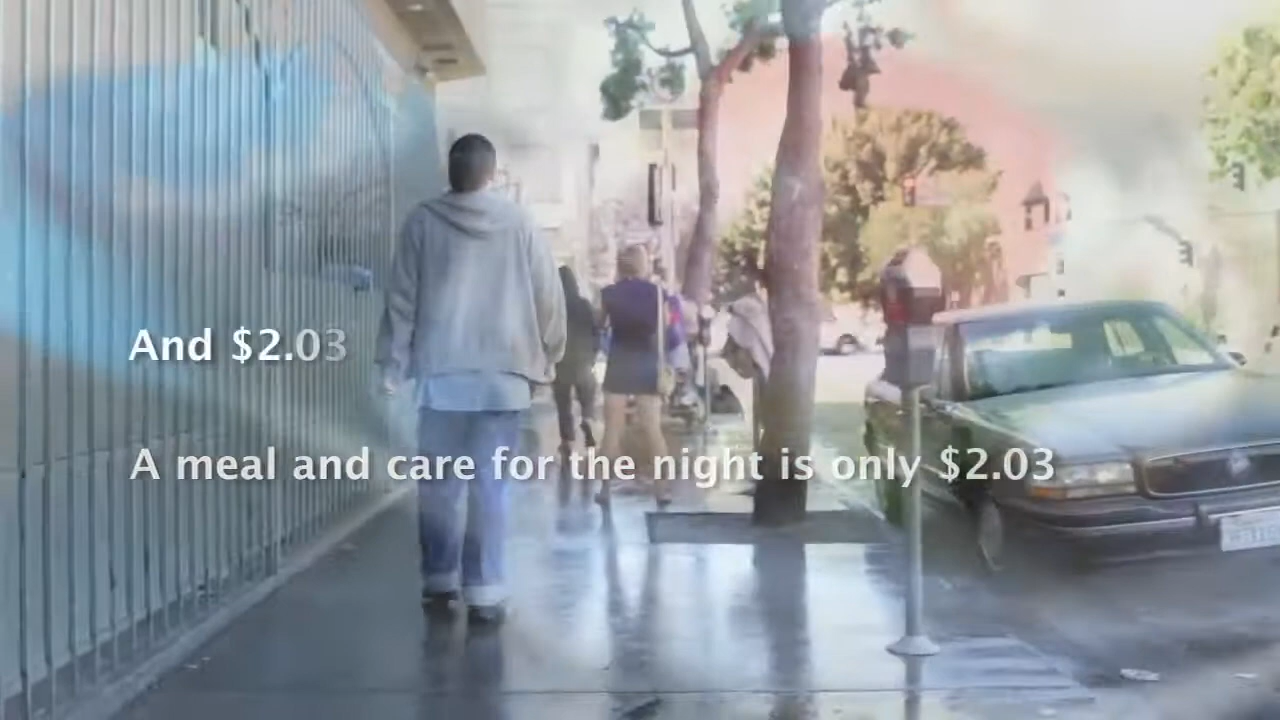 And $2.03
A meal and care for the night is only $2.03